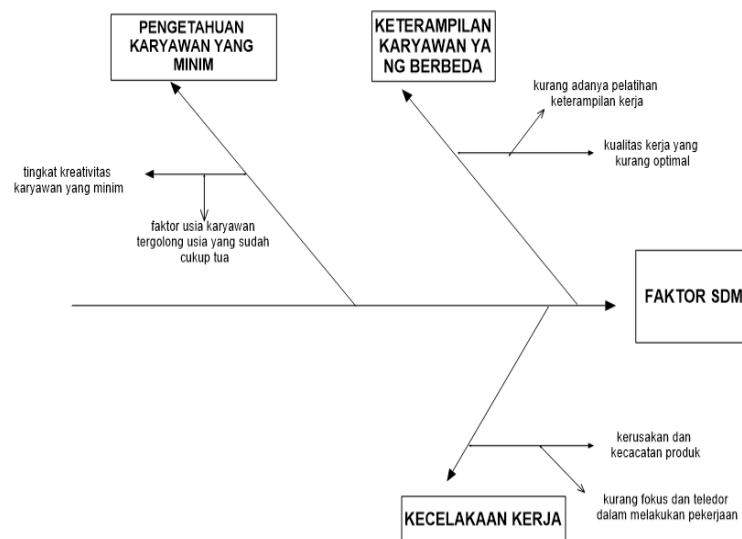 PENGETAHUAN
KARYAWAN YANG
MINIM
KETERAMPILAN
KARYAWAN YA
NG BERBEDA
kurang adanya pelatihan
keterampilan kerja
kualitas kerja yang
kurang optimal
tingkat kreativitas
karyawan yang minim
faktor usia karyawan
tergolong usia yang sudah
cukup tua
FAKTOR SDM
kerusakan dan
kecacatan produk
kurang fokus dan teledor
dalam melakukan pekerjaan
KECELAKAAN KERJA